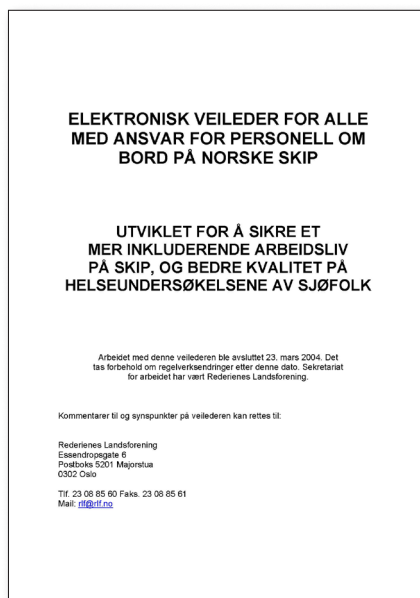 ELEKTRONISK VEILEDER FOR ALLE
MED ANSVAR FOR PERSONELL OM
BORD PÅ NORSKE SKIP
UTVIKLET FOR Å SIKRE ET
MER INKLUDERENDE ARBEIDSLIV
PÅ SKIP, OG BEDRE KVALITET PÅ
HELSEUNDERSØKELSENE AV SJØFOLK
Arbeidet med denne veilederen ble avsluttet 23. mars 2004. Det
tas forbehold om regelverksendringer etter denne dato. Sekretariat
for arbeidet har vært Rederienes Landsforening.
Kommentarer til og synspunkter på veilederen kan rettes til:
Rederienes Landsforening
Essendropsgate 6
Postboks 5201 Majorstua
0302 Oslo
Tlf. 23 08 85 60 Faks. 23 08 85 61
Mail: rlf@rlf.no